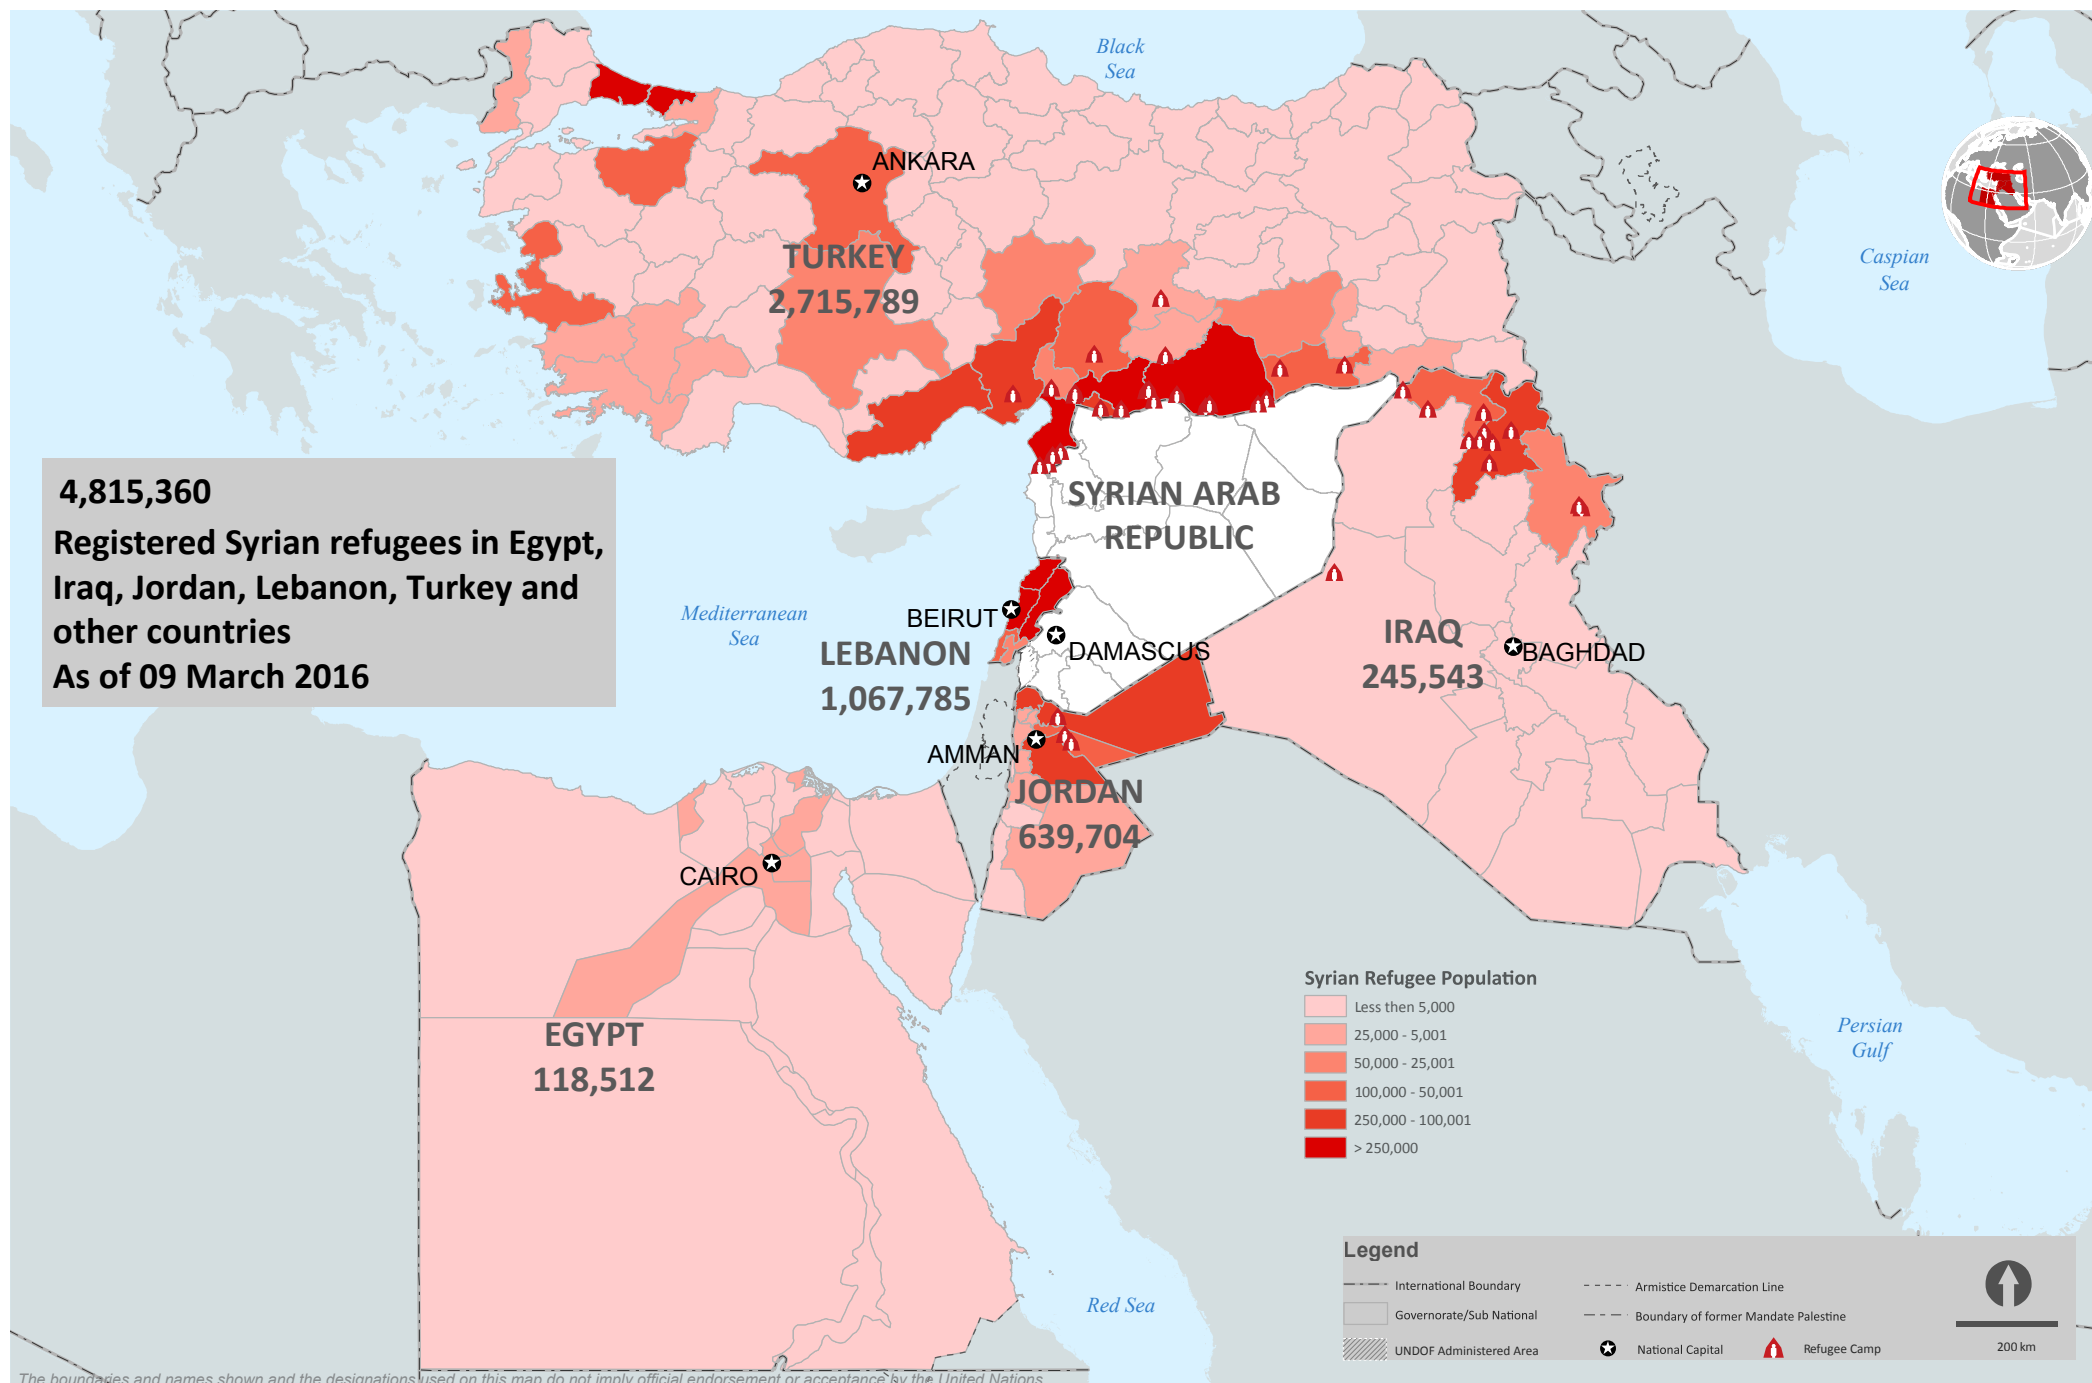 Black
Sea
ANKARA
TURKEY
2,715,789
Caspian
Sea
4,815,360
Registered Syrian refugees in Egypt,
Iraq, Jordan, Lebanon, Turkey and
other countries
As of 09 March 2016
SYRIAN ARAB
REPUBLIC
Mediterranean
Sea
BEIRUT
LEBANON
1,067,785
DAMASCUS
IRAQ
245,543
BAGHDAD
AMMAN
JORDAN
639,704
CAIRO
EGYPT
118,512
Persian
Gulf
Red Sea
Syrian Refugee Population
Less then 5,000
25,000 - 5,001
50,000 - 25,001
100,000 - 50,001
250,000 - 100,001
> 250,000
Legend
International Boundary
Armistice Demarcation Line
Governorate/Sub National
Boundary of former Mandate Palestine
UNDOF Administered Area
National Capital
Refugee Camp
200 km
The boundaries and names shown and the designations used on this map do not imply official endorsement or acceptance by the United Nations.